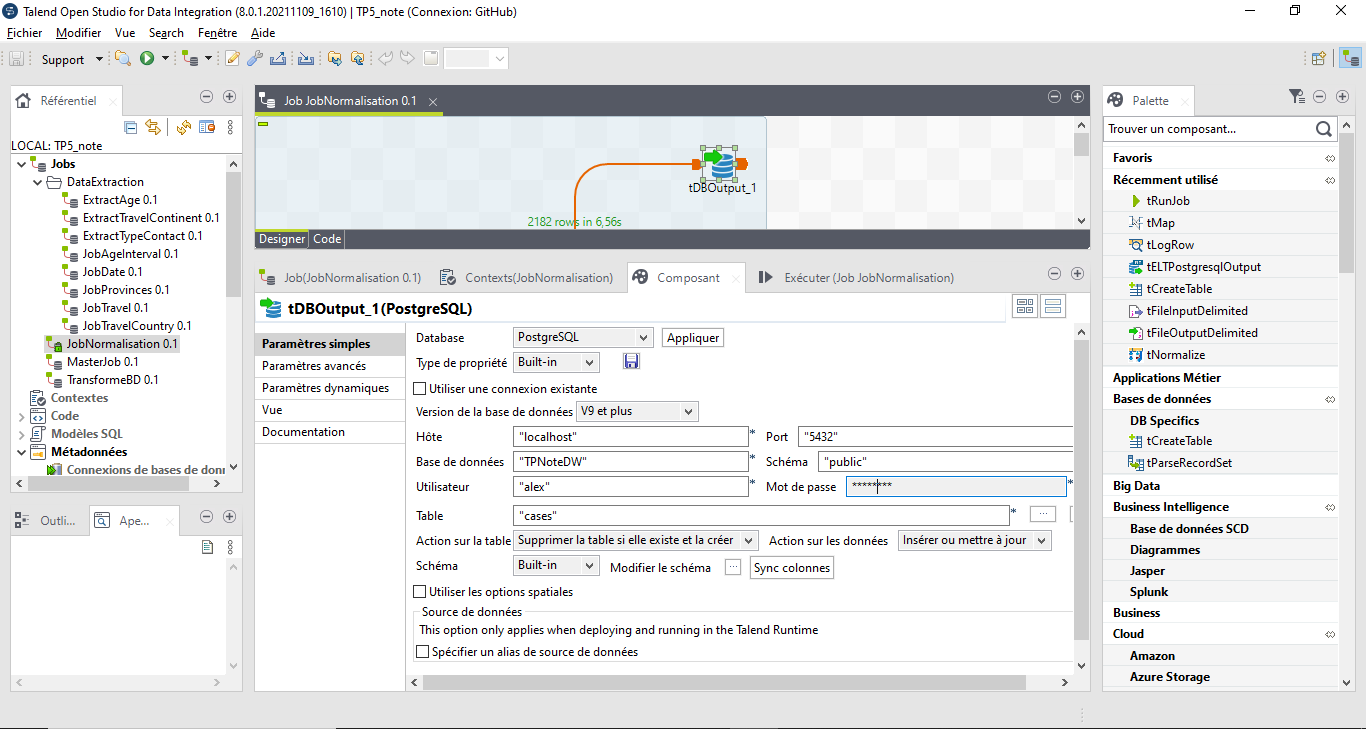 Talend Open Studio for Data Integration (8.0.1.20211109_1610) | TP5_note (Connexion: GitHub)
Fichier Modifier Vue Search Fenêtre Aide
Support
Référentiel
LOCAL: TP5_note
Jobs
DataExtraction
ExtractAge 0.1
ExtractTravelContinent 0.1
ExtractTypeContact 0.1
JobAgeInterval 0.1
JobDate 0.1
JobProvinces 0.1
JobTravel 0.1
JobTravelCountry 0.1
JobNormalisation 0.1
MasterJob 0.1
TransformeBD 0.1
Contextes
Code
Modèles SQL
Métadonnées
Connexions de bases de donr
Outli... Ape...
Job JobNormalisation 0.1
tDBOutput_1
2182 rows in 6,56s
Designer Code
Job(JobNormalisation 0.1) Contexts(JobNormalisation) Composant Exécuter (Job JobNormalisation)
tDBOutput_1(PostgreSQL)
Paramètres simples
Paramètres avancés
Paramètres dynamiques
Vue
Documentation
Database PostgreSQL Appliquer
Type de propriété Built-in
Utiliser une connexion existante
Version de la base de données V9 et plus
Hôte "localhost" * Port "5432"
Base de données "TPNoteDW" * Schéma "public"
Utilisateur "alex" * Mot de passe ******** *
Table "cases" * ...
Action sur la table Supprimer la table si elle existe et la créer Action sur les données Insérer ou mettre à jour
Schéma Built-in Modifier le schéma ... Sync colonnes
Utiliser les options spatiales
Source de données
This option only applies when deploying and running in the Talend Runtime
Spécifier un alias de source de données
Palette
Trouver un composant...
Favoris
Récemment utilisé
tRunJob
tMap
tLogRow
tELTPostgresqlOutput
tCreateTable
tFileInputDelimited
tFileOutputDelimited
tNormalize
Applications Métier
Bases de données
DB Specifics
tCreateTable
tParseRecordSet
Big Data
Business Intelligence
Base de données SCD
Diagrammes
Jasper
Splunk
Business
Cloud
Amazon
Azure Storage